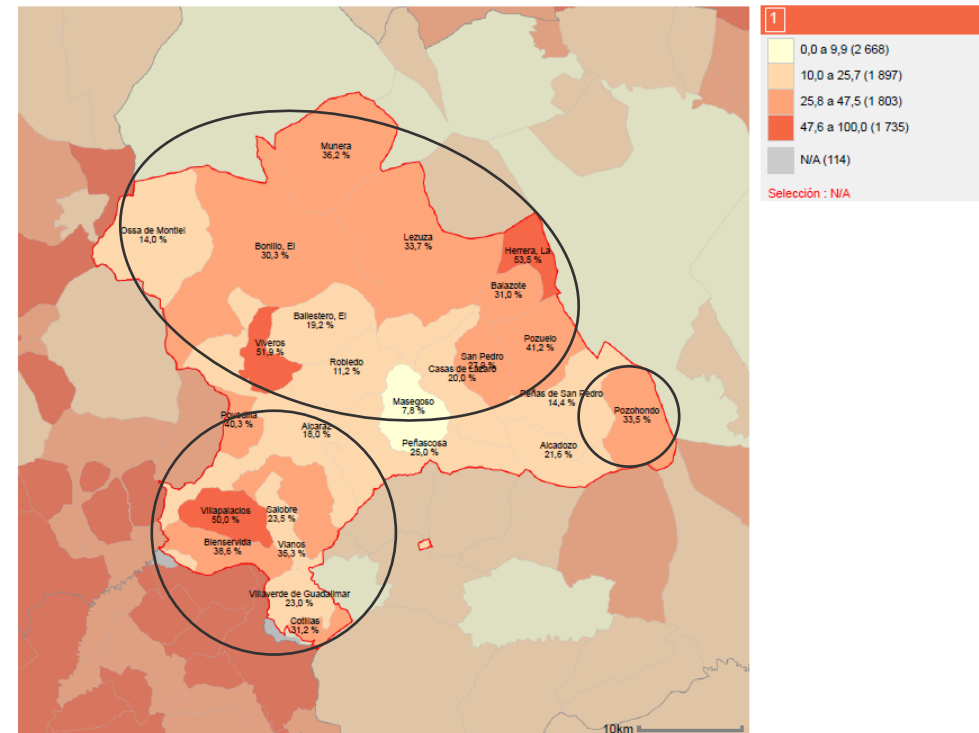 Munera
36,2 %
Ossa de Montiel
14,0 %
Bonillo, El
30,3 %
Lezuza
33,7 %
Herrera, La
53,5 %
Balazote
31,0 %
Ballestero, El
19,2 %
Viveros
51,9 %
Pozuelo
41,2 %
Robledo
11,2 %
San Pedro
Casas de Lázaro
20,0 %
Masegoso
7,8 %
Peñas de San Pedro
14,4 %
Pozohondo
33,5 %
Povedilla
40,3 %
Alcaraz
18,0 %
Peñascosa
25,0 %
Alcadozo
21,6 %
Villapalacios
50,0 %
Salobre
23,5 %
Bienservida
38,6 %
Vianos
35,3 %
Villaverde de Guadalimar
23,0 %
Cotillas
31,2 %
10km
1
0,0 a 9,9 (2 668)
10,0 a 25,7 (1 897)
25,8 a 47,5 (1 803)
47,6 a 100,0 (1 735)
N/A (114)
Selección : N/A